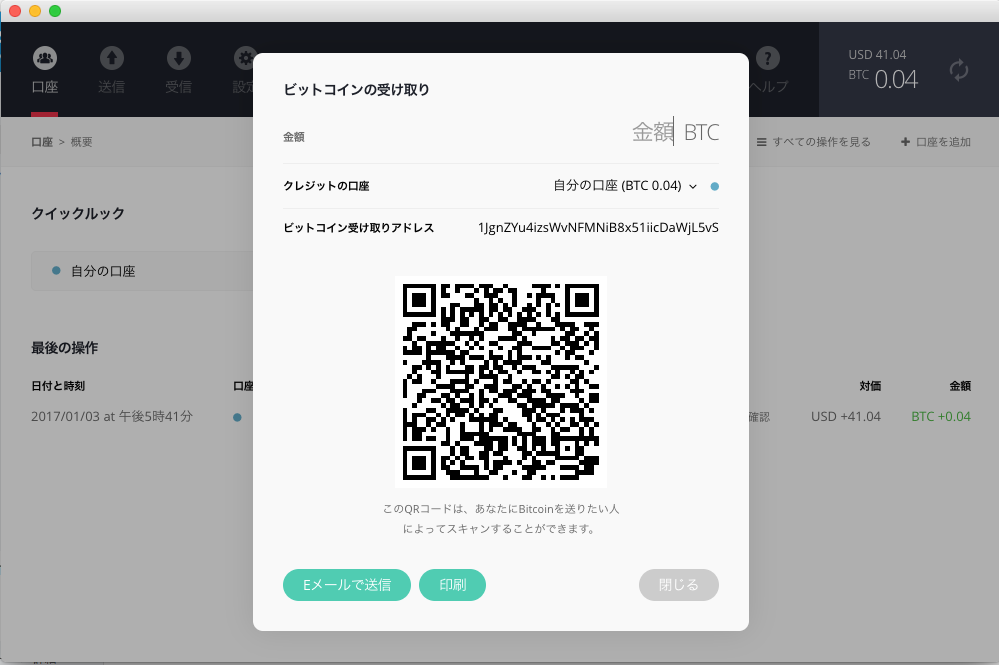 口座
送信
受信
設定
ヘルプ
USD 41.04
BTC 0.04
口座 > 概要
すべての操作を見る
口座を追加
クイックルック
自分の口座
最後の操作
日付と時刻
口座
対価
金額
2017/01/03 at 午後5時41分
確認
USD +41.04
BTC +0.04
ビットコインの受け取り
金額
金額 BTC
クレジットの口座
自分の口座 (BTC 0.04)
ビットコイン受け取りアドレス
1JgnZYu4izsWvNFMNiB8x51iicDaWjL5vS
このQRコードは、あなたにBitcoinを送りたい人
によってスキャンすることができます。
Eメールで送信
印刷
閉じる